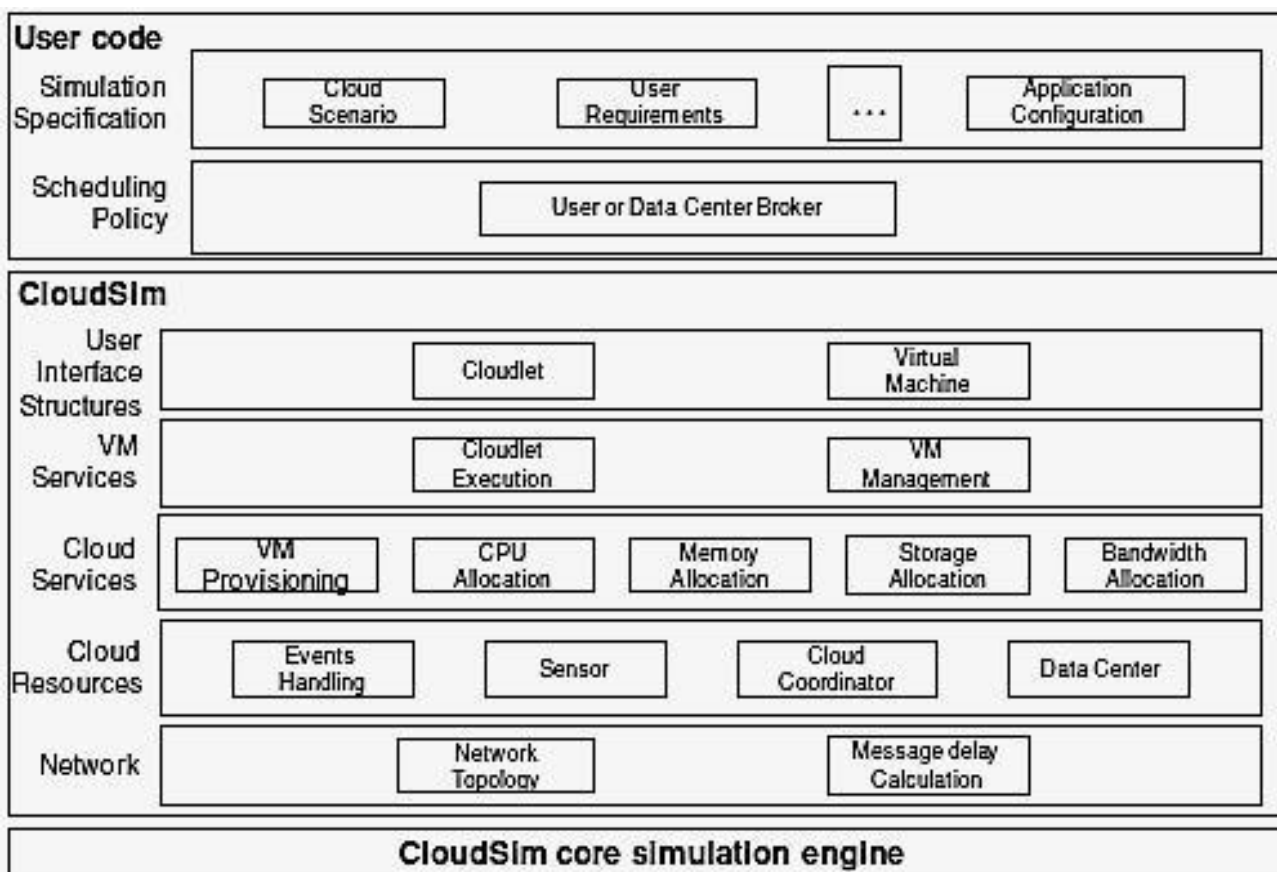 User code
Simulation
Specification
Cloud
Scenario
User
Requirements
...
Application
Configuration
Scheduling
Policy
User or Data Center Broker
CloudSim
User
Interface
Structures
Cloudlet
Virtual
Machine
VM
Services
Cloudlet
Execution
VM
Management
Cloud
Services
VM
Provisioning
CPU
Allocation
Memory
Allocation
Storage
Allocation
Bandwidth
Allocation
Cloud
Resources
Events
Handling
Sensor
Cloud
Coordinator
Data Center
Network
Network
Topology
Message delay
Calculation
CloudSim core simulation engine